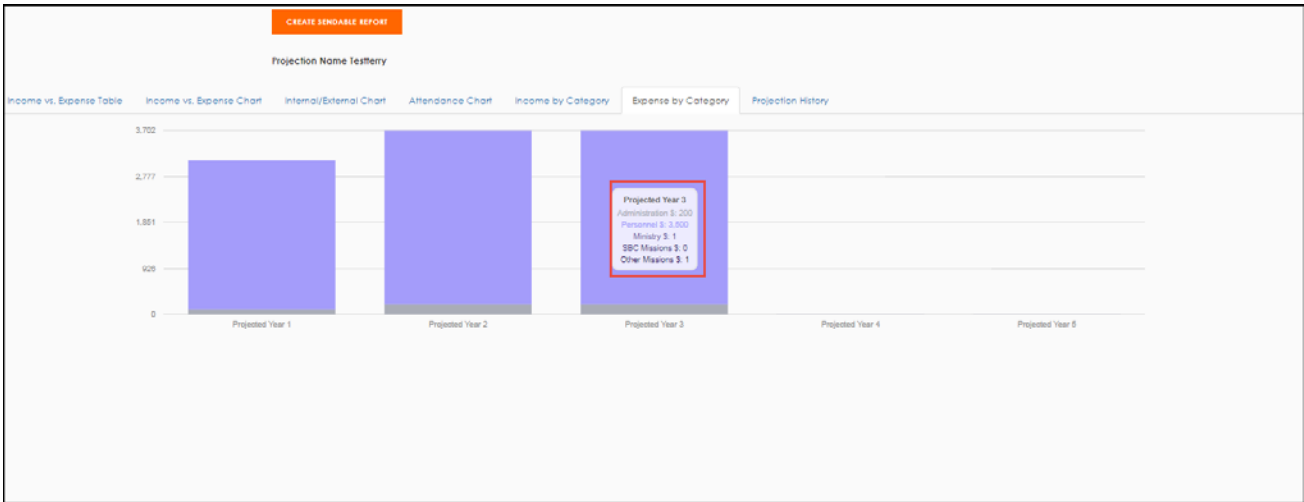 CREATE SENDABLE REPORT
Projection Name Testterry
Income vs. Expense Table Income vs. Expense Chart Internal/External Chart Attendance Chart Income by Category Expense by Category Projection History
3,702
2,777
1,851
926
0
Projected Year 3
Administration $: 200
Personnel $: 3,500
Ministry $: 1
SBC Missions $: 0
Other Missions $: 1
Projected Year 1 Projected Year 2 Projected Year 3 Projected Year 4 Projected Year 5